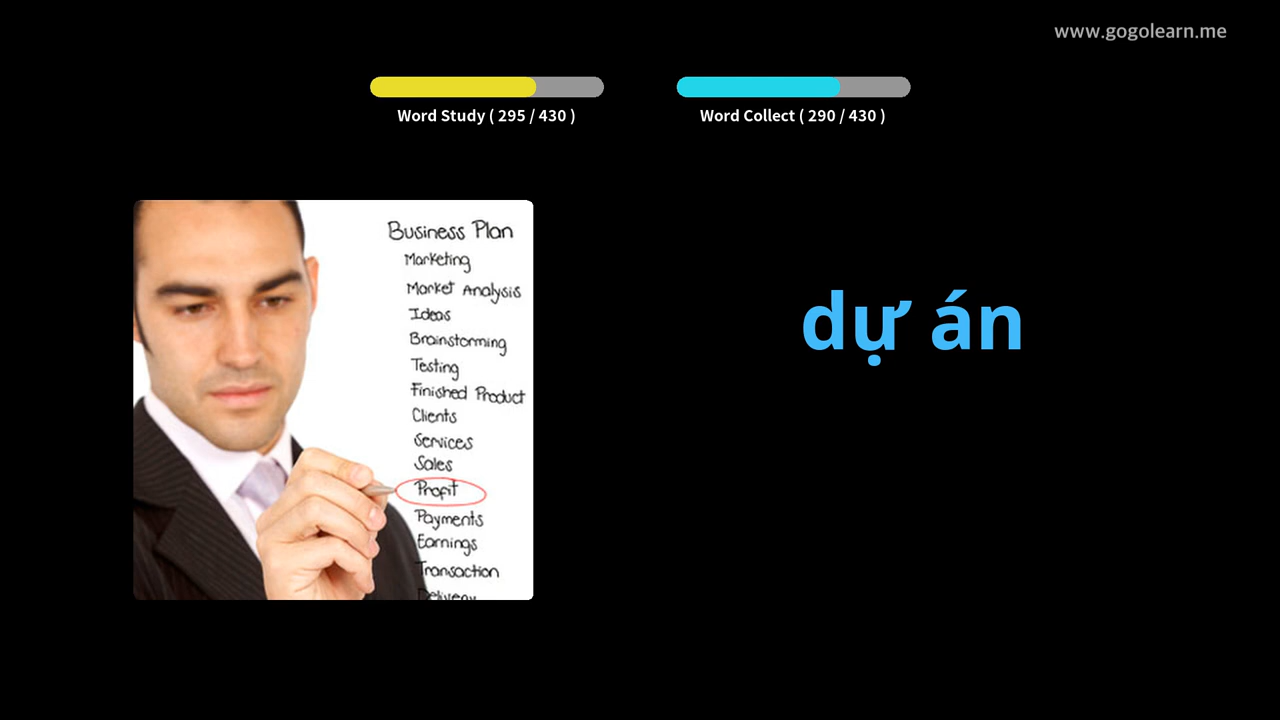 www.gogolearn.me
Word Study ( 295 / 430 )
Word Collect ( 290 / 430 )
Business Plan
Marketing
Market Analysis
Ideas
Brainstorming
Testing
Finished Product
Clients
Services
Sales
Profit
Payments
Earnings
Transaction
Delivery
dự án